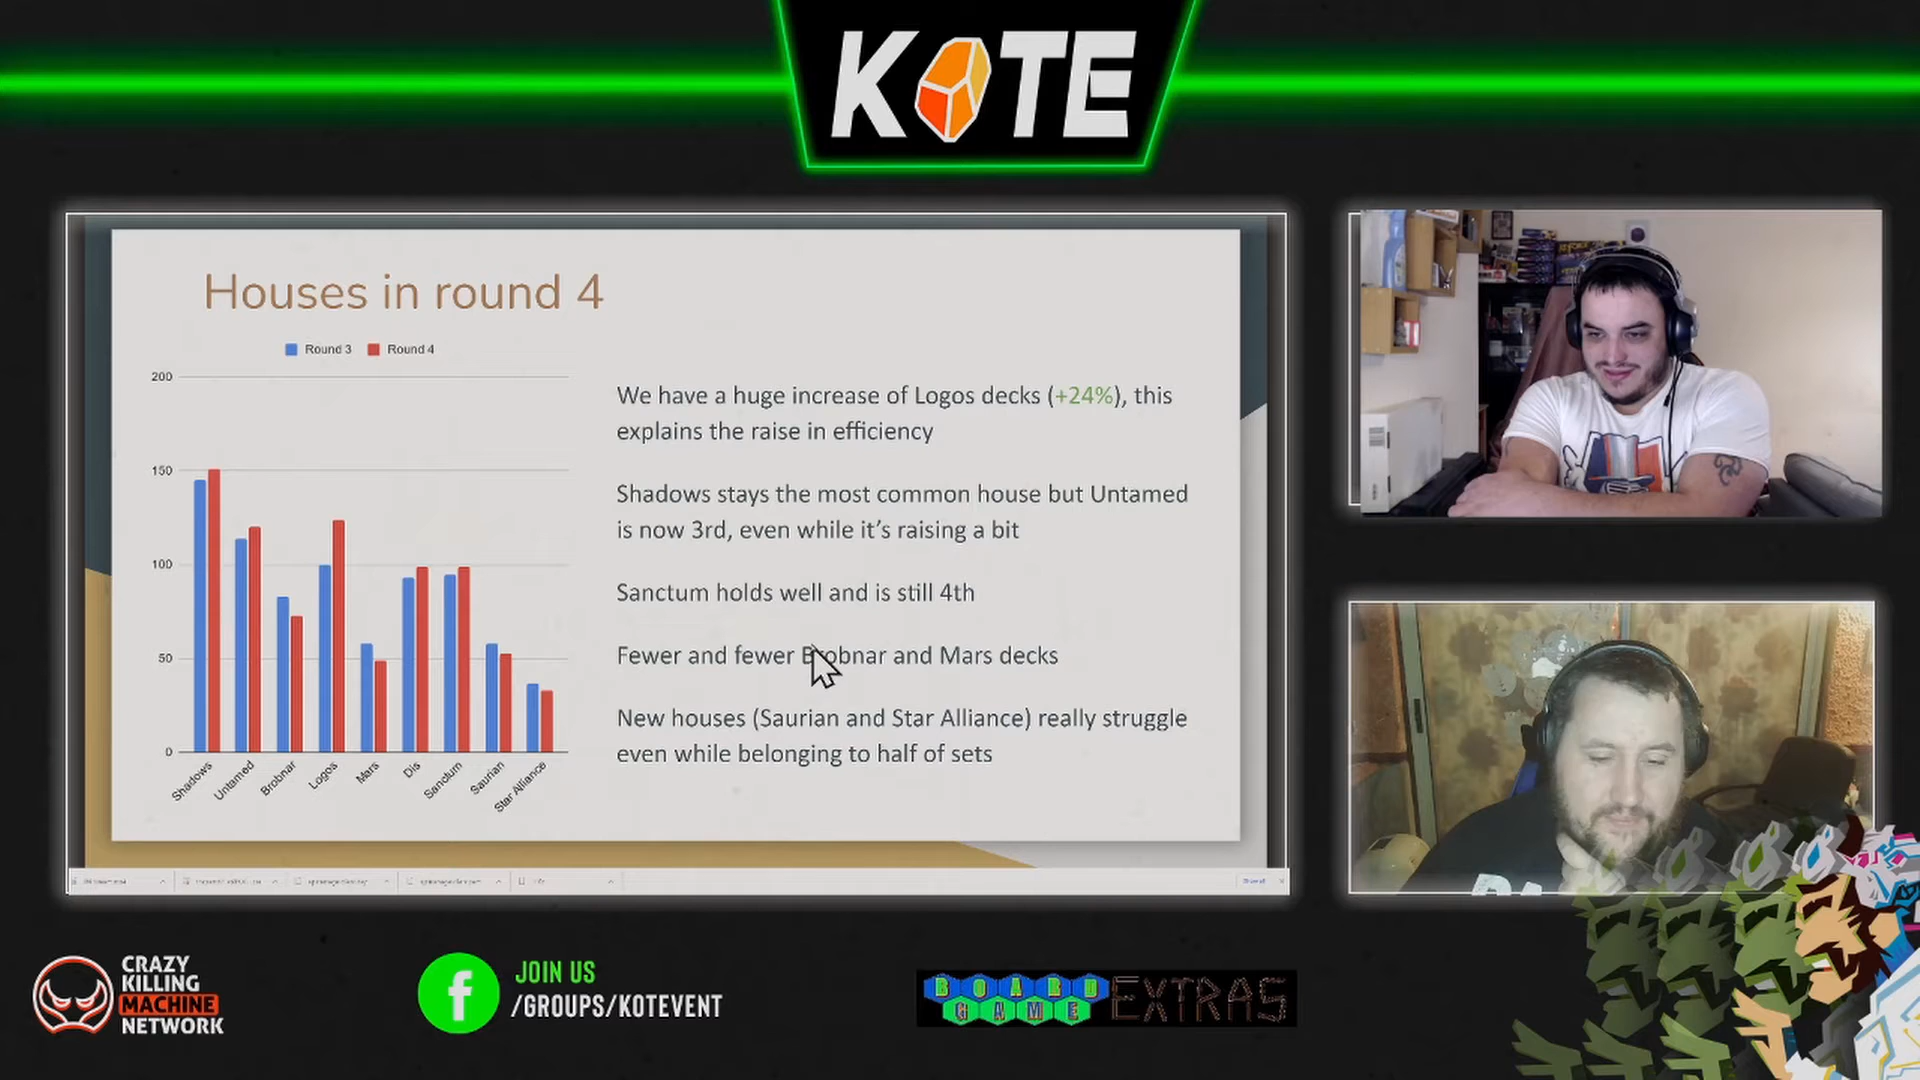 KOTE
Houses in round 4
Round 3
Round 4
200
150
100
50
0
Shadows
Untamed
Brobnar
Logos
Mars
Dis
Sanctum
Saurian
Star Alliance
We have a huge increase of Logos decks (+24%), this
explains the raise in efficiency
Shadows stays the most common house but Untamed
is now 3rd, even while it’s raising a bit
Sanctum holds well and is still 4th
Fewer and fewer Brobnar and Mars decks
New houses (Saurian and Star Alliance) really struggle
even while belonging to half of sets
CRAZY
KILLING
MACHINE
NETWORK
JOIN US
/GROUPS/KOTEVENT
BOARD
GAME
EXTRAS